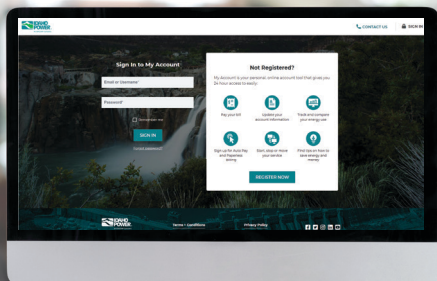 IDAHO
POWER
CONTACT US
SIGN IN
Sign In to My Account
Email or Username*
Password*
Remember me
SIGN IN
Forgot password?
Not Registered?
My Account is your personal online account tool that gives you
24-hour access to easily:
Pay your bill
Update your
account information
Track and compare
your energy use
Sign up for Auto Pay
and Paperless
Billing
Start, stop or move
your service
Find tips on how to
save energy and
money
REGISTER NOW
IDAHO
POWER
Terms + Conditions
Privacy Policy